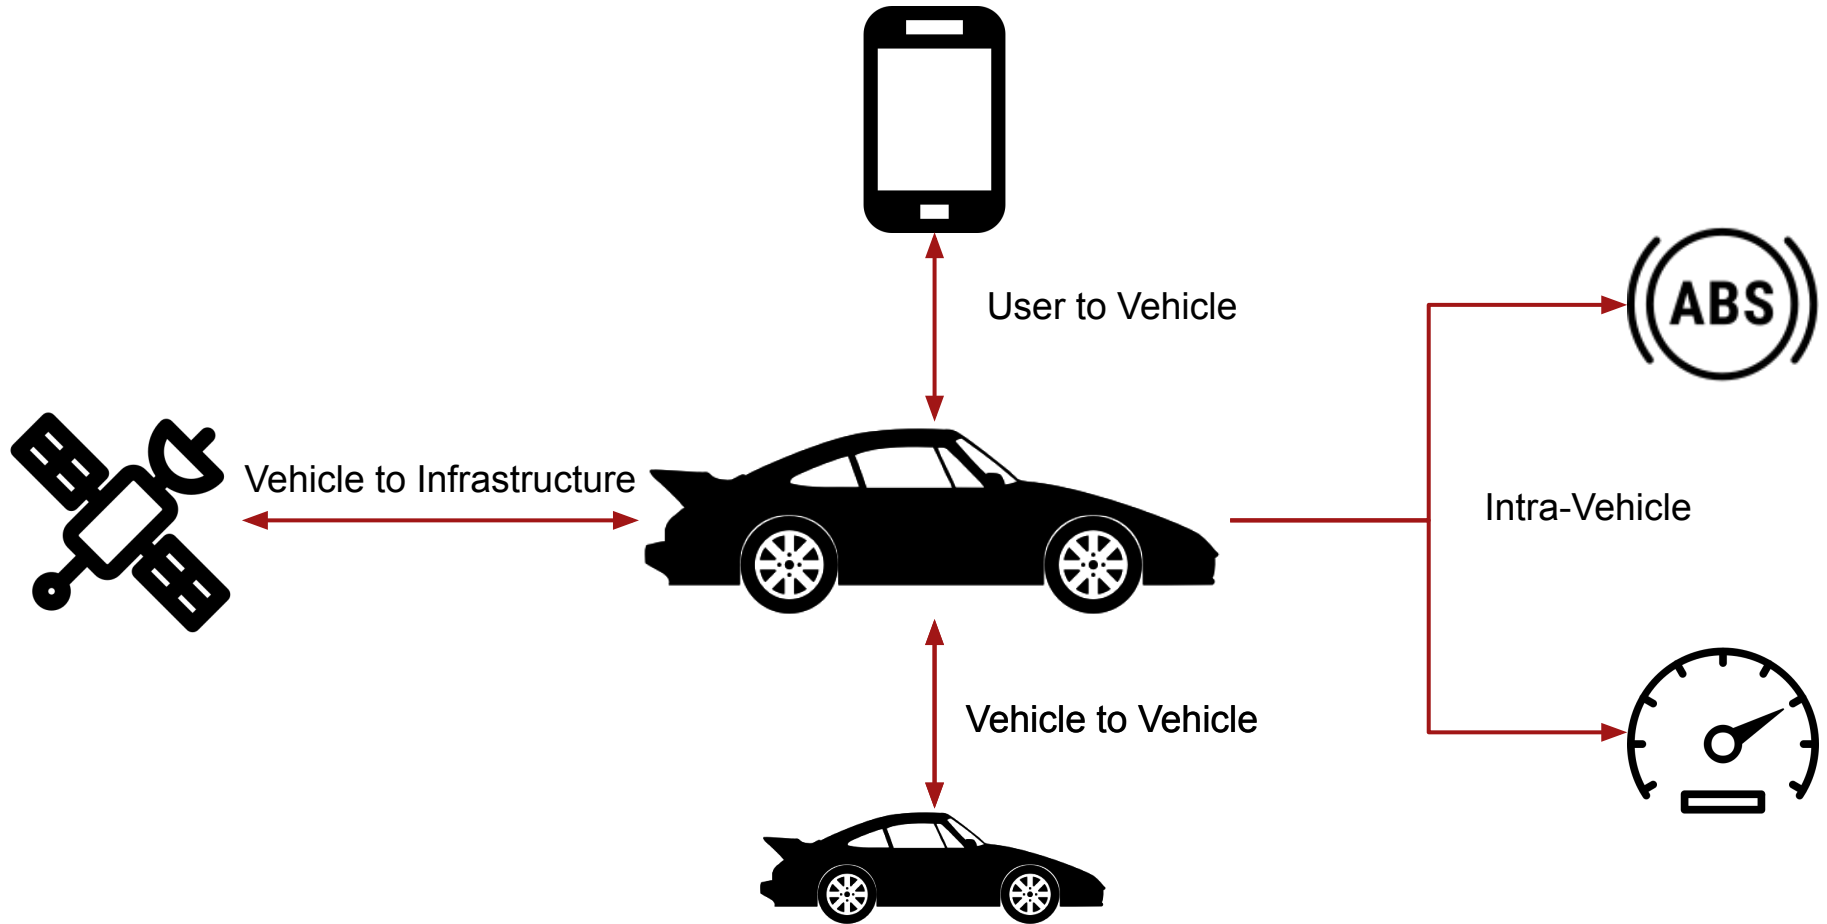 User to Vehicle
ABS
Vehicle to Infrastructure
Intra-Vehicle
Vehicle to Vehicle